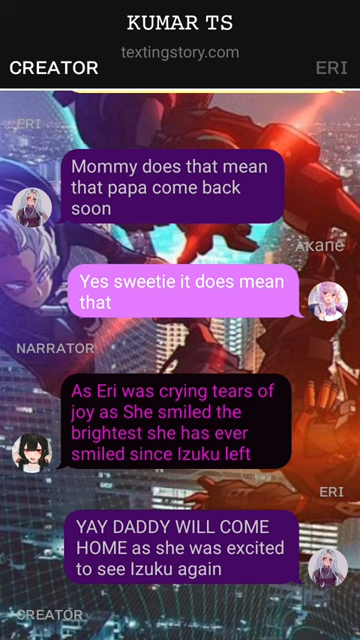 KUMAR TS
textingstory.com
CREATOR
ERI
ERI
Mommy does that mean
that papa come back
soon
Akane
Yes sweetie it does mean
that
NARRATOR
As Eri was crying tears of
joy as She smiled the
brightest she has ever
smiled since Izuku left
ERI
YAY DADDY WILL COME
HOME as she was excited
to see Izuku again
CREATOR